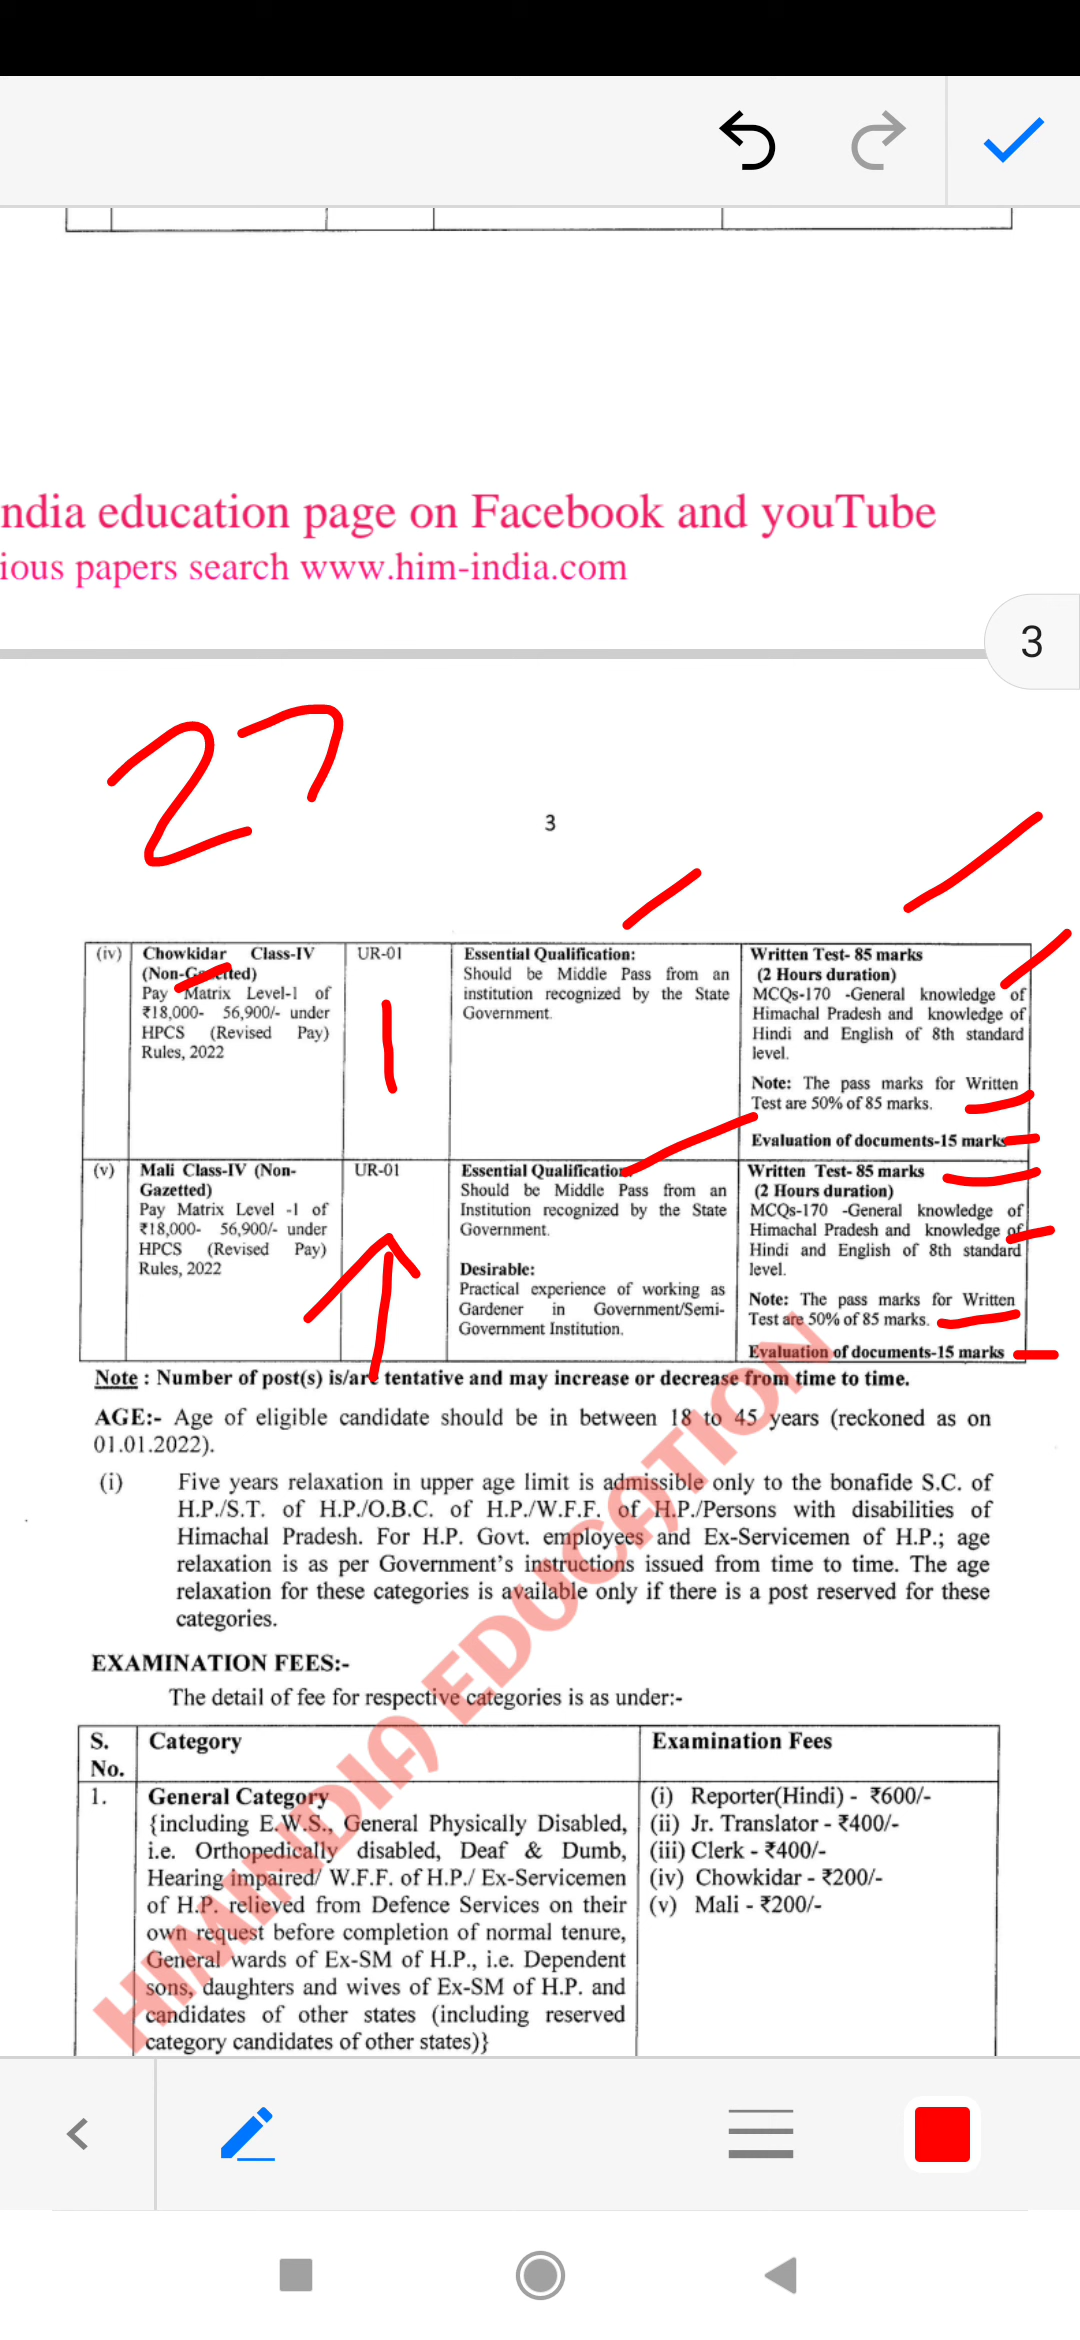 ndia education page on Facebook and youTube
ious papers search www.him-india.com
3
27
3
(iv) Chowkidar Class-IV
(Non-Gazetted)
Pay Matrix Level-1 of
₹18,000- 56,900/- under
HPCS (Revised Pay)
Rules, 2022
UR-01
Essential Qualification:
Should be Middle Pass from an
institution recognized by the State
Government.
Written Test- 85 marks
(2 Hours duration)
MCQs-170 -General knowledge of
Himachal Pradesh and knowledge of
Hindi and English of 8th standard
level.
Note: The pass marks for Written
Test are 50% of 85 marks.
Evaluation of documents-15 marks
(v) Mali Class-IV (Non-
Gazetted)
Pay Matrix Level -1 of
₹18,000- 56,900/- under
HPCS (Revised Pay)
Rules, 2022
UR-01
Essential Qualification:
Should be Middle Pass from an
Institution recognized by the State
Government.
Desirable:
Practical experience of working as
Gardener in Government/Semi-
Government Institution.
Written Test- 85 marks
(2 Hours duration)
MCQs-170 -General knowledge of
Himachal Pradesh and knowledge of
Hindi and English of 8th standard
level.
Note: The pass marks for Written
Test are 50% of 85 marks.
Evaluation of documents-15 marks
Note : Number of post(s) is/are tentative and may increase or decrease from time to time.
AGE:- Age of eligible candidate should be in between 18 to 45 years (reckoned as on
01.01.2022).
(i) Five years relaxation in upper age limit is admissible only to the bonafide S.C. of
H.P./S.T. of H.P./O.B.C. of H.P./W.F.F. of H.P./Persons with disabilities of
Himachal Pradesh. For H.P. Govt. employees and Ex-Servicemen of H.P.; age
relaxation is as per Government's instructions issued from time to time. The age
relaxation for these categories is available only if there is a post reserved for these
categories.
EXAMINATION FEES:-
The detail of fee for respective categories is as under:-
S.
No.
Category
Examination Fees
1.
General Category
{including E.W.S., General Physically Disabled,
i.e. Orthopedically disabled, Deaf & Dumb,
Hearing impaired/ W.F.F. of H.P./ Ex-Servicemen
of H.P. relieved from Defence Services on their
own request before completion of normal tenure,
General wards of Ex-SM of H.P., i.e. Dependent
sons, daughters and wives of Ex-SM of H.P. and
candidates of other states (including reserved
category candidates of other states)}
(i) Reporter(Hindi) - ₹600/-
(ii) Jr. Translator - ₹400/-
(iii) Clerk - ₹400/-
(iv) Chowkidar - ₹200/-
(v) Mali - ₹200/-
HIMINDIA EDUCATION